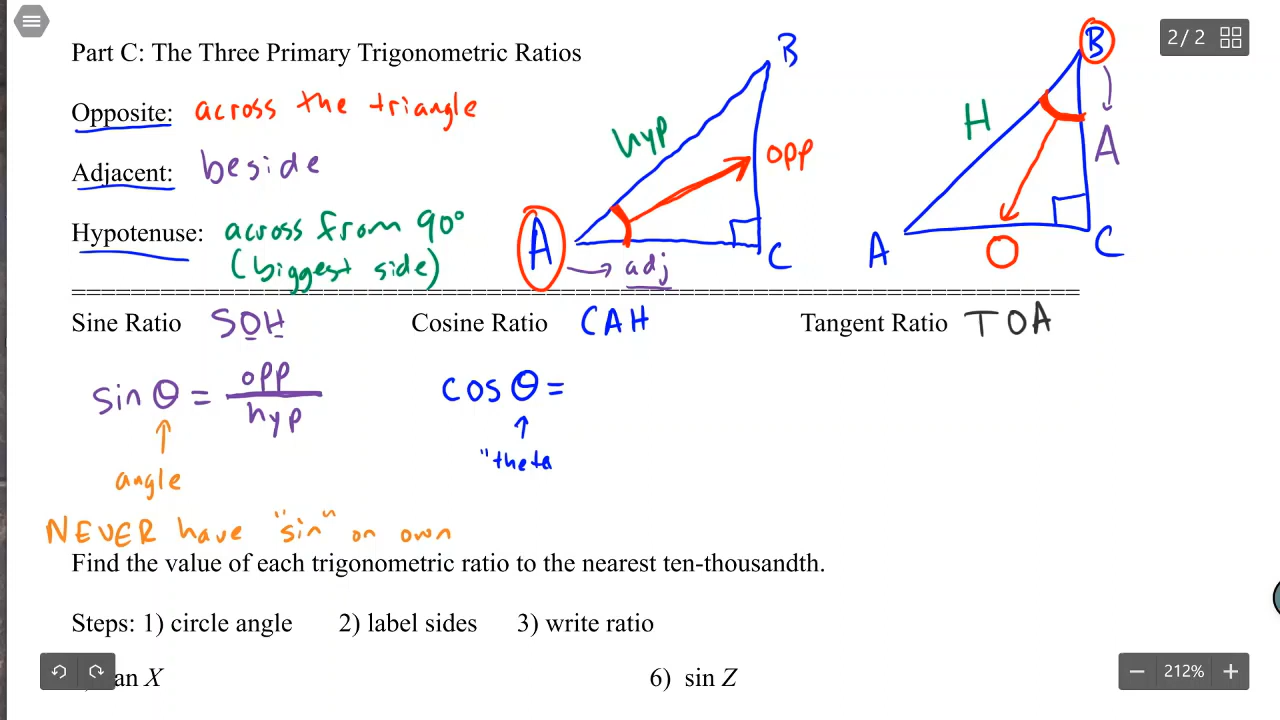 Part C: The Three Primary Trigonometric Ratios
Opposite: across the triangle
Adjacent: beside
Hypotenuse: across from 90°
(biggest side)
B
hyp
opp
A
adj
C
B
H
A
A
O
C
2 / 2
Sine Ratio SOH
Cosine Ratio CAH
Tangent Ratio TOA
sin θ = opp / hyp
cos θ =
angle
"theta
NEVER have "sin" on own
Find the value of each trigonometric ratio to the nearest ten-thousandth.
Steps: 1) circle angle 2) label sides 3) write ratio
an X
6) sin Z
212%